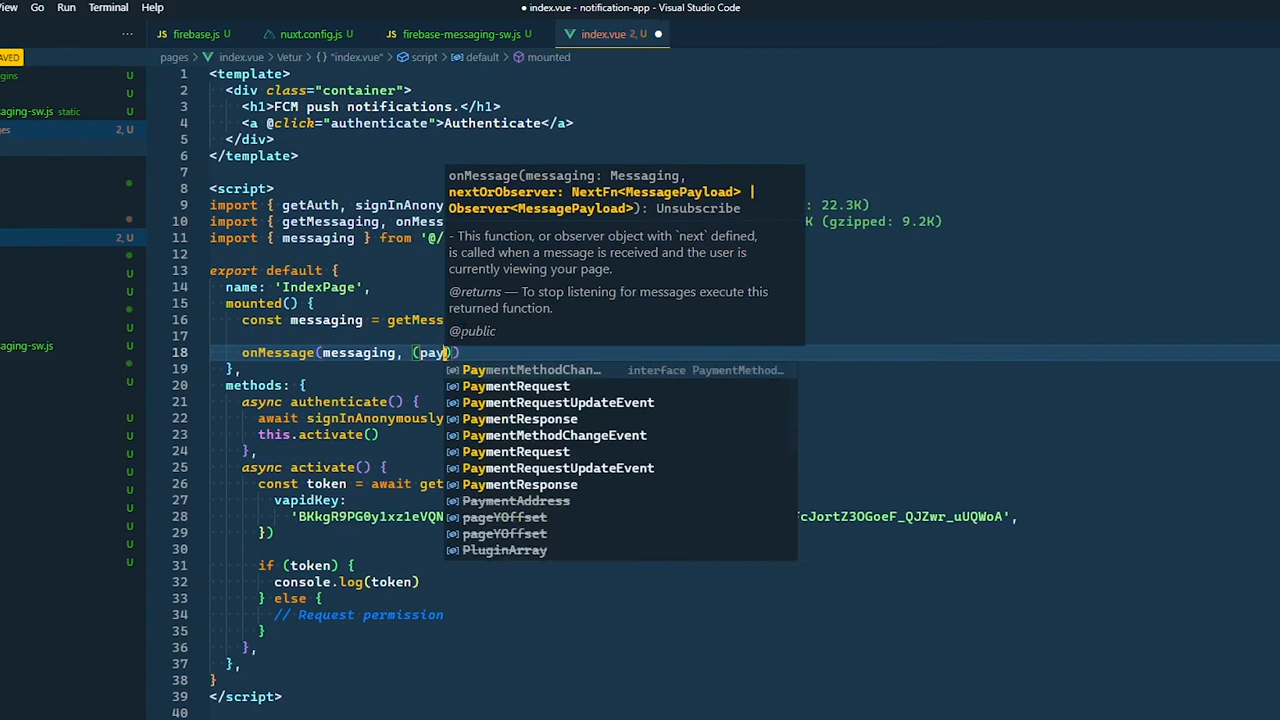 View Go Run Terminal Help
● index.vue - notification-app - Visual Studio Code
··· JS firebase.js U nuxt.config.js U JS firebase-messaging-sw.js U index.vue 2, U ●
pages > index.vue > Vetur > {} "index.vue" > script > default > mounted
gins U
U
saging-sw.js static U
2, U
2, U
U
U
U
U
saging-sw.js U
U
U
U
U
U
U
U
U
U
1 <template>
2 <div class="container">
3 <h1>FCM push notifications.</h1>
4 <a @click="authenticate">Authenticate</a>
5 </div>
6 </template>
7
8 <script>
9 import { getAuth, signInAnony : 22.3K)
10 import { getMessaging, onMess K (gzipped: 9.2K)
11 import { messaging } from '@/
12
13 export default {
14 name: 'IndexPage',
15 mounted() {
16 const messaging = getMess
17
18 onMessage(messaging, (pay))
19 },
20 methods: {
21 async authenticate() {
22 await signInAnonymously
23 this.activate()
24 },
25 async activate() {
26 const token = await get
27 vapidKey:
28 'BKkgR9PG0y1xz1eVQN cJortZ3OGoeF_QJZwr_uUQWoA',
29 })
30
31 if (token) {
32 console.log(token)
33 } else {
34 // Request permission
35 }
36 },
37 },
38 }
39 </script>
40
onMessage(messaging: Messaging,
nextOrObserver: NextFn<MessagePayload> |
Observer<MessagePayload>): Unsubscribe
- This function, or observer object with `next` defined,
is called when a message is received and the user is
currently viewing your page.
@returns — To stop listening for messages execute this
returned function.
@public
PaymentMethodChan… interface PaymentMethod…
PaymentRequest
PaymentRequestUpdateEvent
PaymentResponse
PaymentMethodChangeEvent
PaymentRequest
PaymentRequestUpdateEvent
PaymentResponse
PaymentAddress
pageYOffset
pageYOffset
PluginArray